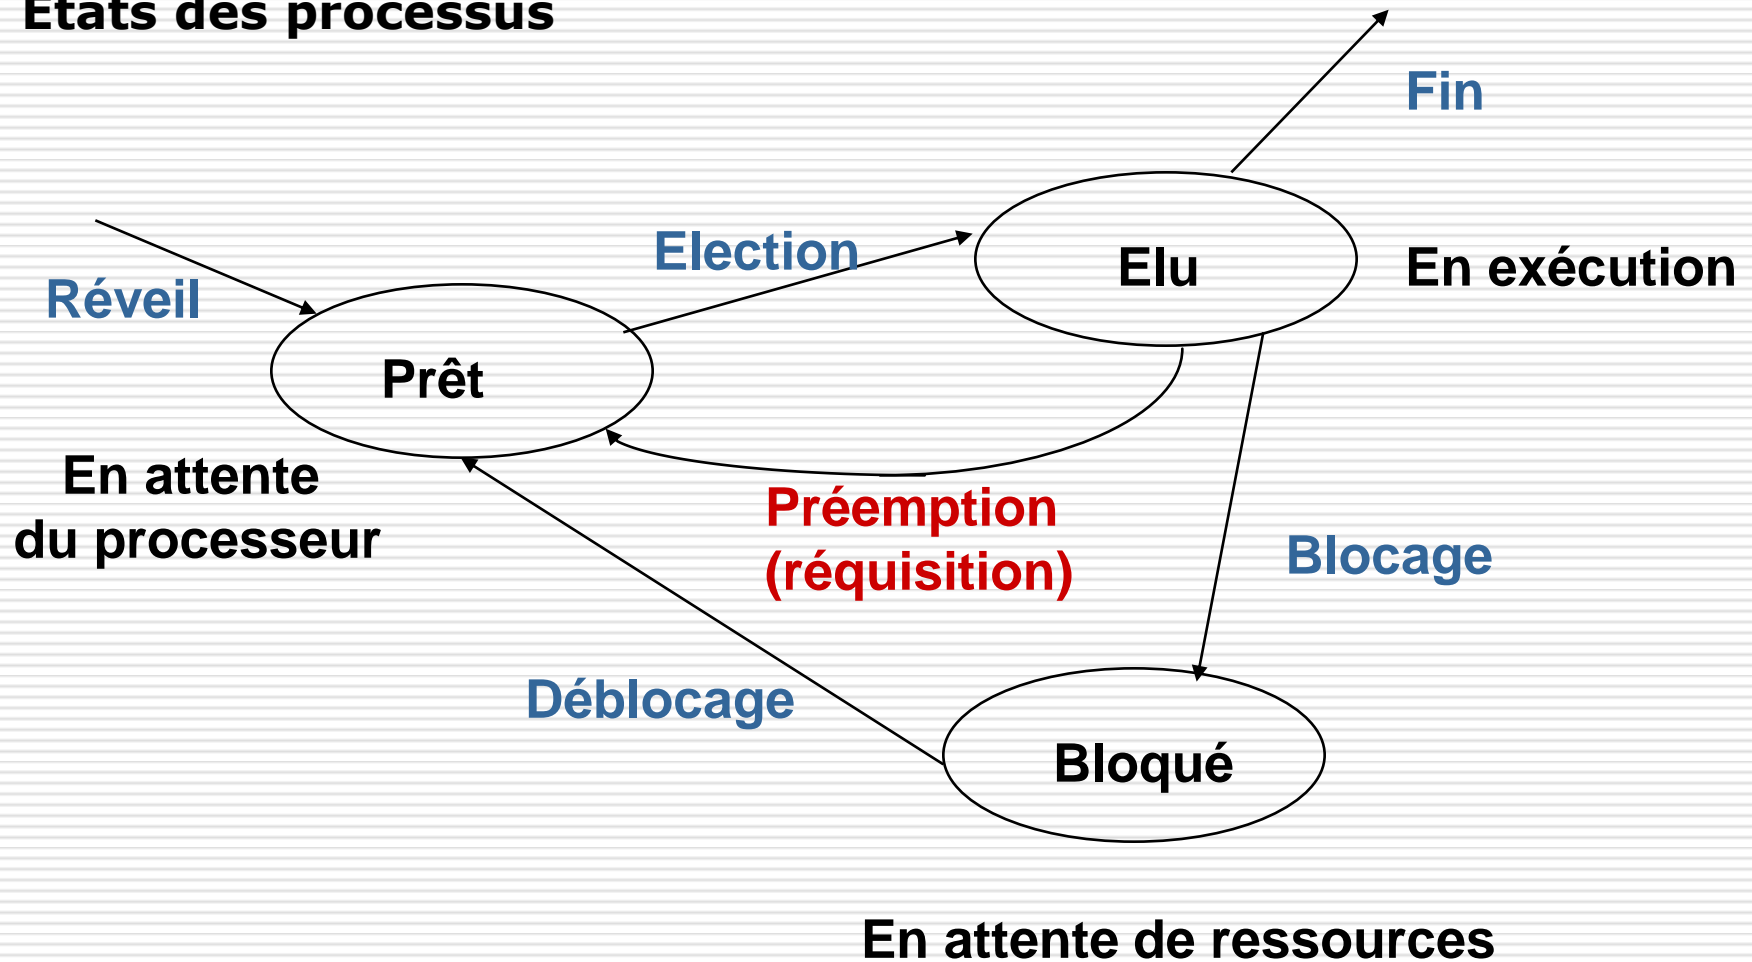 Etats des processus
Fin
Election
Elu
En exécution
Réveil
Prêt
En attente
du processeur
Préemption
(réquisition)
Blocage
Déblocage
Bloqué
En attente de ressources